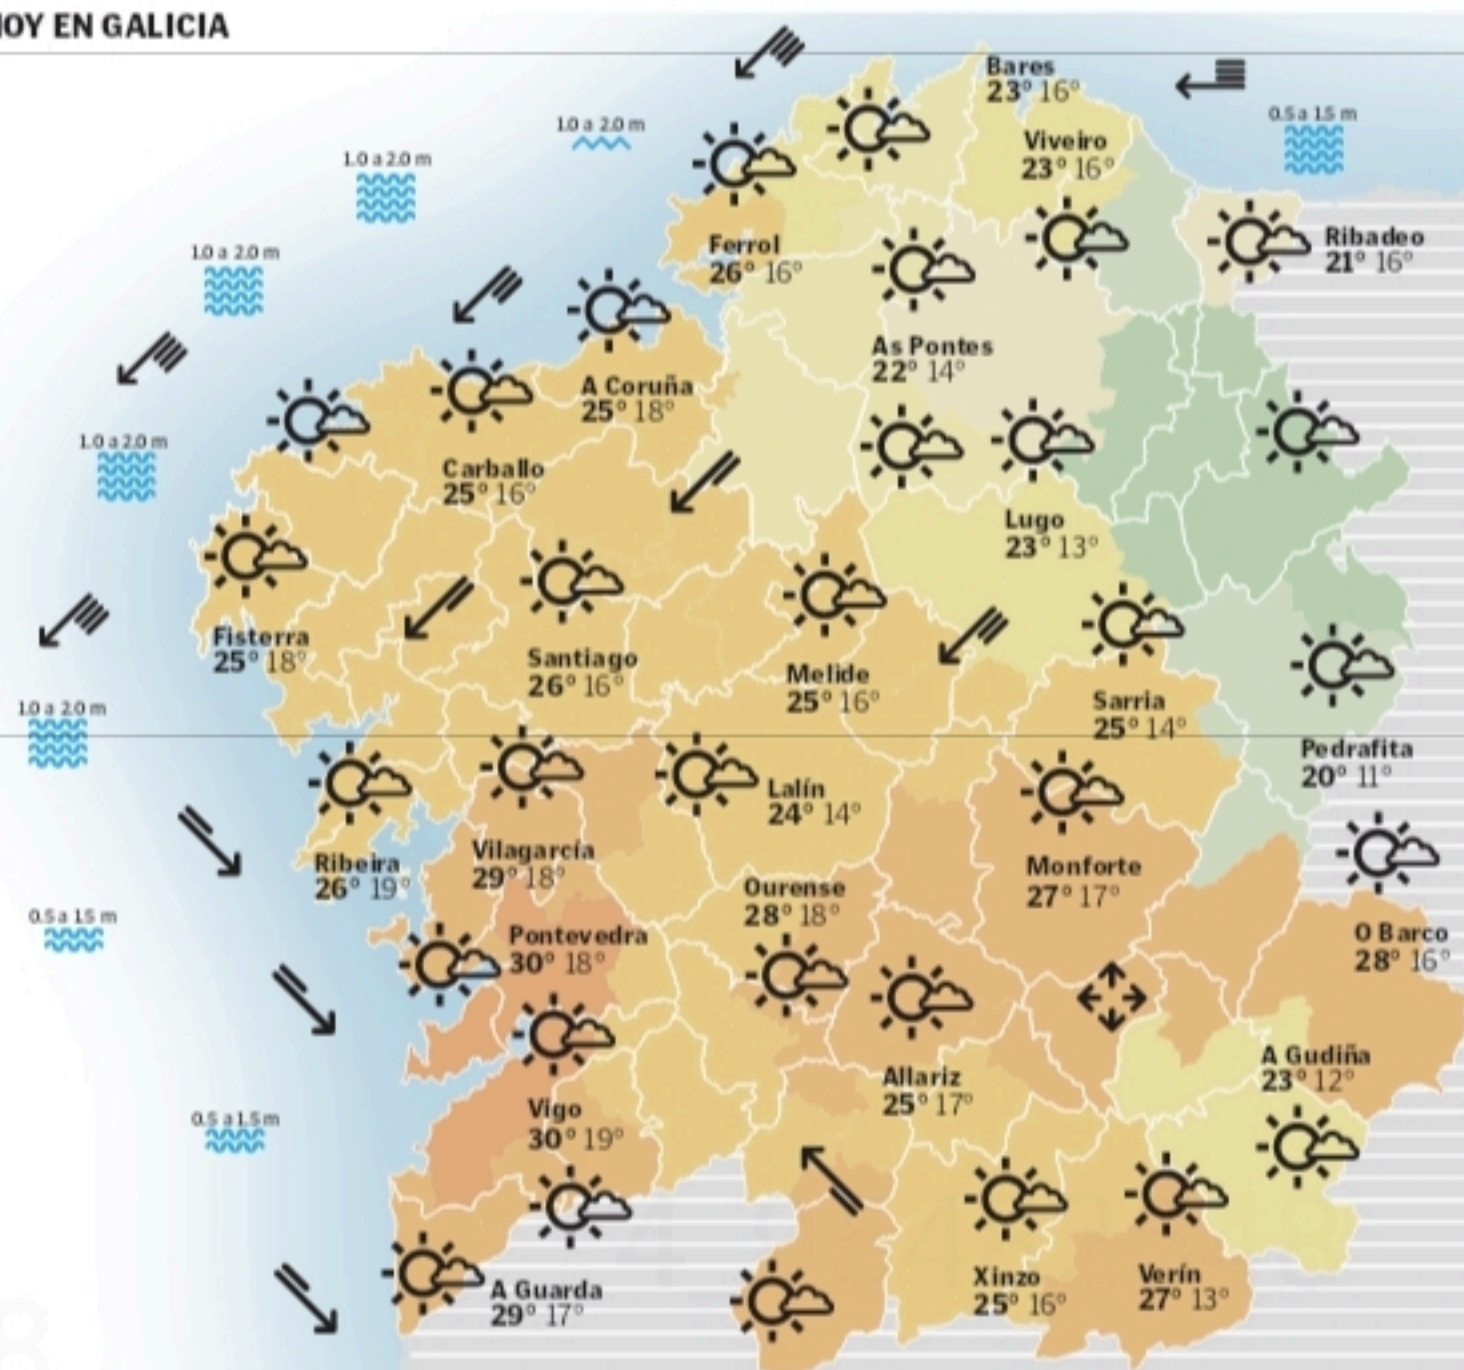 OY EN GALICIA
Bares
23° 16°
0.5 a 1.5 m
1.0 a 2.0 m
Viveiro
23° 16°
1.0 a 2.0 m
Ferrol
26° 16°
Ribadeo
21° 16°
1.0 a 2.0 m
As Pontes
22° 14°
A Coruña
25° 18°
1.0 a 2.0 m
Carballo
25° 16°
Lugo
23° 13°
Fisterra
25° 18°
Santiago
26° 16°
Melide
25° 16°
Sarria
25° 14°
1.0 a 2.0 m
Pedrafita
20° 11°
Lalín
24° 14°
Ribeira
26° 19°
Vilagarcía
29° 18°
Monforte
27° 17°
Ourense
28° 18°
0.5 a 1.5 m
Pontevedra
30° 18°
O Barco
28° 16°
A Gudiña
23° 12°
Allariz
25° 17°
0.5 a 1.5 m
Vigo
30° 19°
A Guarda
29° 17°
Xinzo
25° 16°
Verín
27° 13°